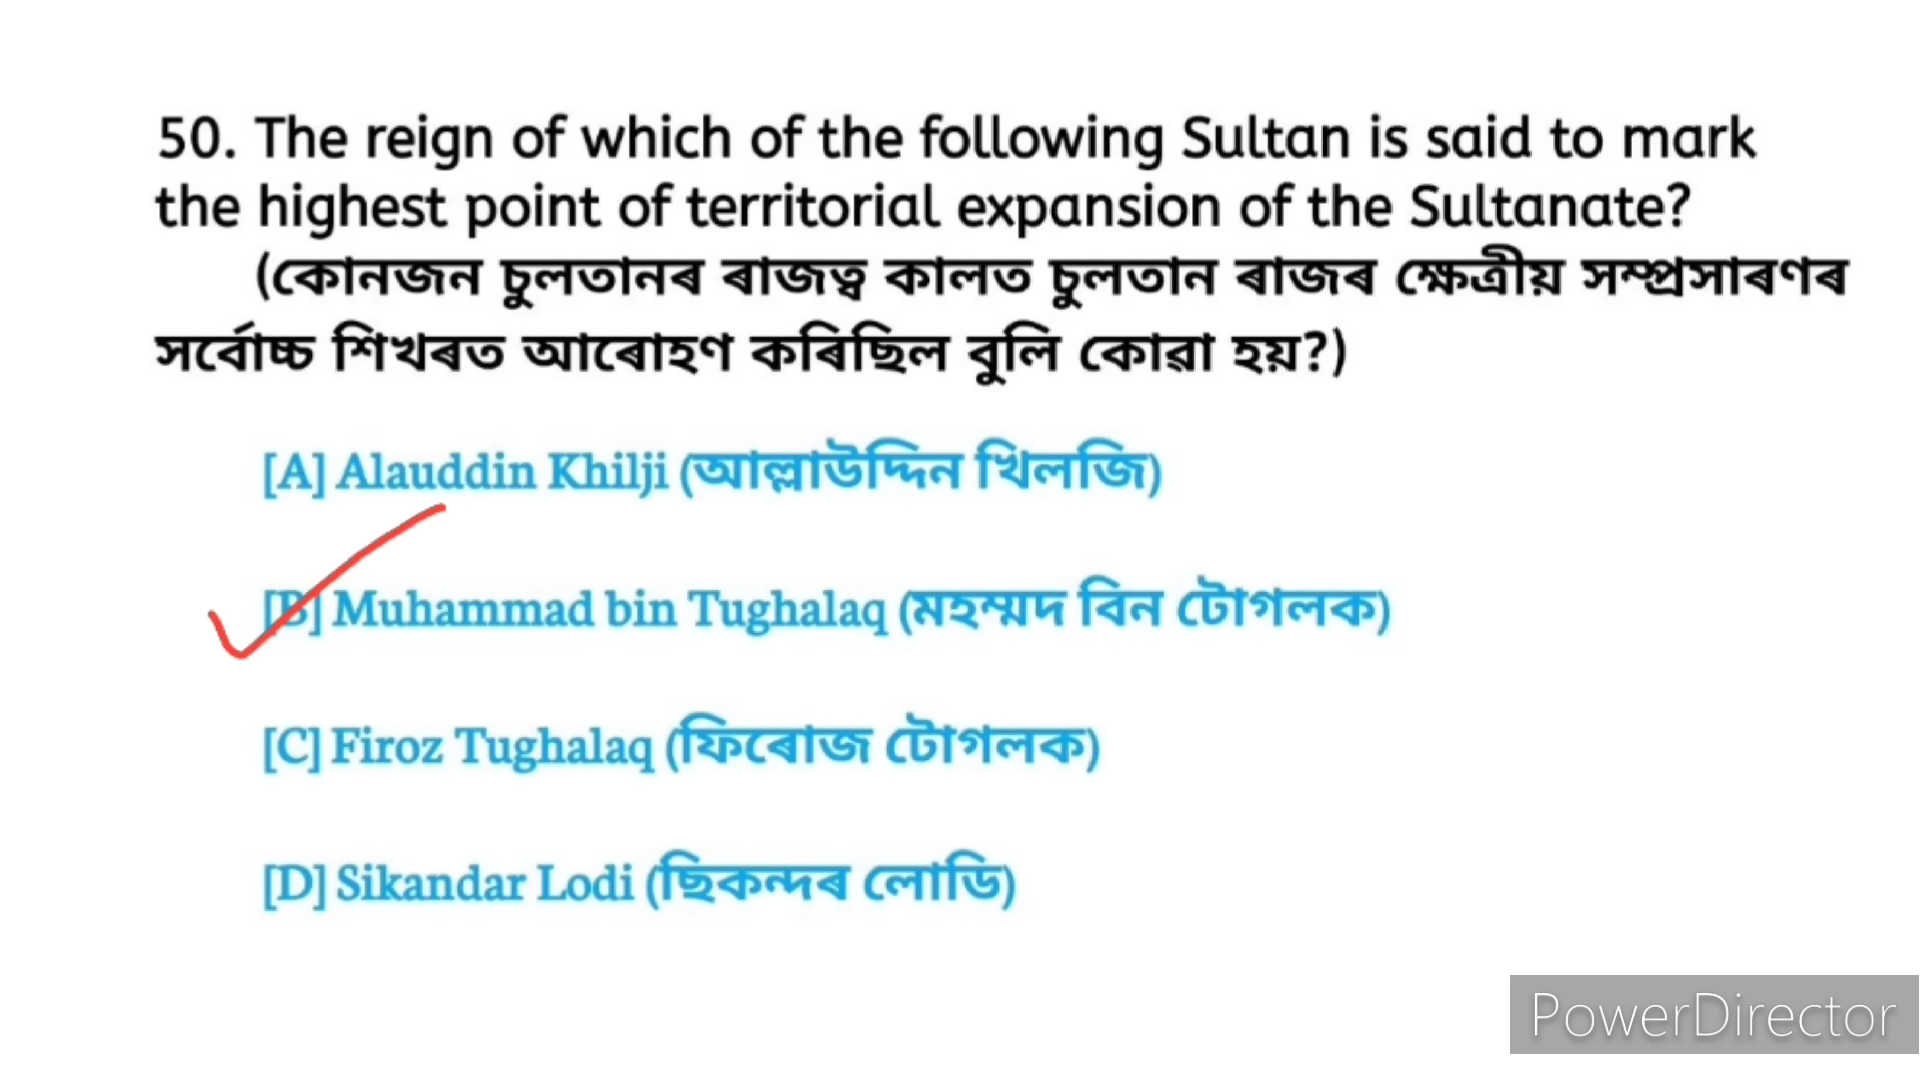 50. The reign of which of the following Sultan is said to mark
the highest point of territorial expansion of the Sultanate?
(কোনজন চুলতানৰ ৰাজত্ব কালত চুলতান ৰাজৰ ক্ষেত্ৰীয় সম্প্ৰসাৰণৰ
সৰ্বোচ্চ শিখৰত আৰোহণ কৰিছিল বুলি কোৱা হয়?)
[A] Alauddin Khilji (আল্লাউদ্দিন খিলজি)
[B] Muhammad bin Tughalaq (মহম্মদ বিন টোগলক)
[C] Firoz Tughalaq (ফিৰোজ টোগলক)
[D] Sikandar Lodi (ছিকন্দৰ লোডি)
PowerDirector